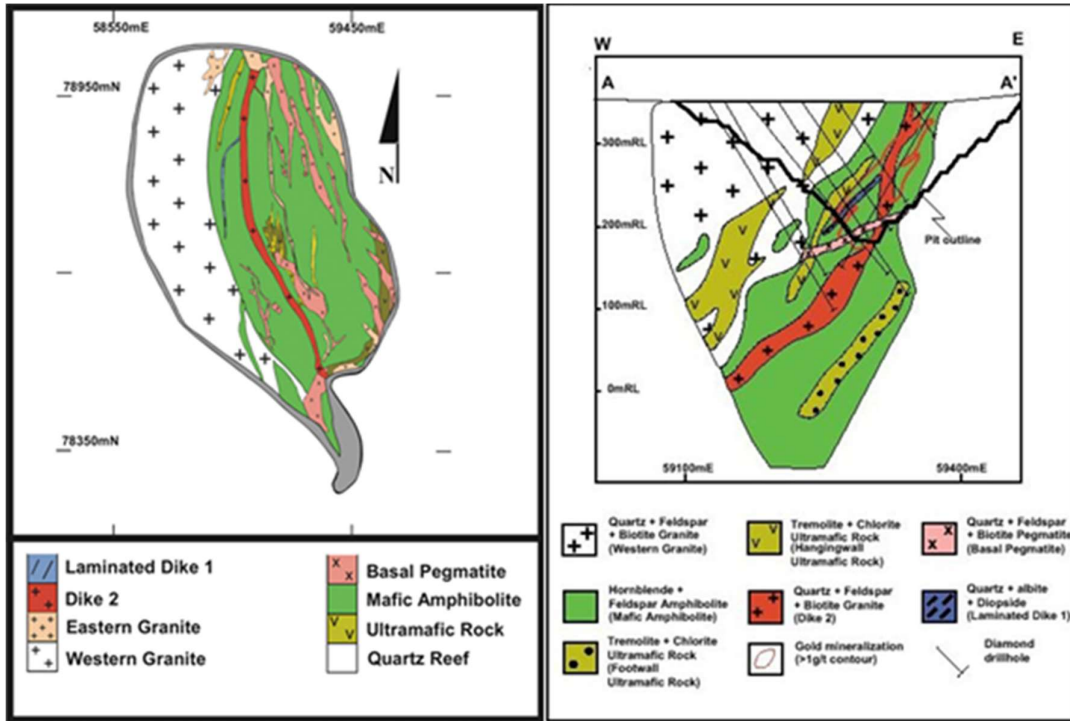 58550mE
59450mE
78950mN
N
78350mN
Laminated Dike 1
Dike 2
Eastern Granite
Western Granite
Basal Pegmatite
Mafic Amphibolite
Ultramafic Rock
Quartz Reef
W
E
A
A'
300mRL
200mRL
100mRL
0mRL
Pit outline
59100mE
59400mE
Quartz + Feldspar
+ Biotite Granite
(Western Granite)
Tremolite + Chlorite
Ultramafic Rock
(Hangingwall
Ultramafic Rock)
Quartz + Feldspar
+ Biotite Pegmatite
(Basal Pegmatite)
Hornblende +
Feldspar Amphibolite
(Mafic Amphibolite)
Quartz + Feldspar
+ Biotite Granite
(Dike 2)
Quartz + albite
+ Diopside
(Laminated Dike 1)
Tremolite + Chlorite
Ultramafic Rock
(Footwall
Ultramafic Rock)
Gold mineralization
(>1g/t contour)
Diamond
drillhole